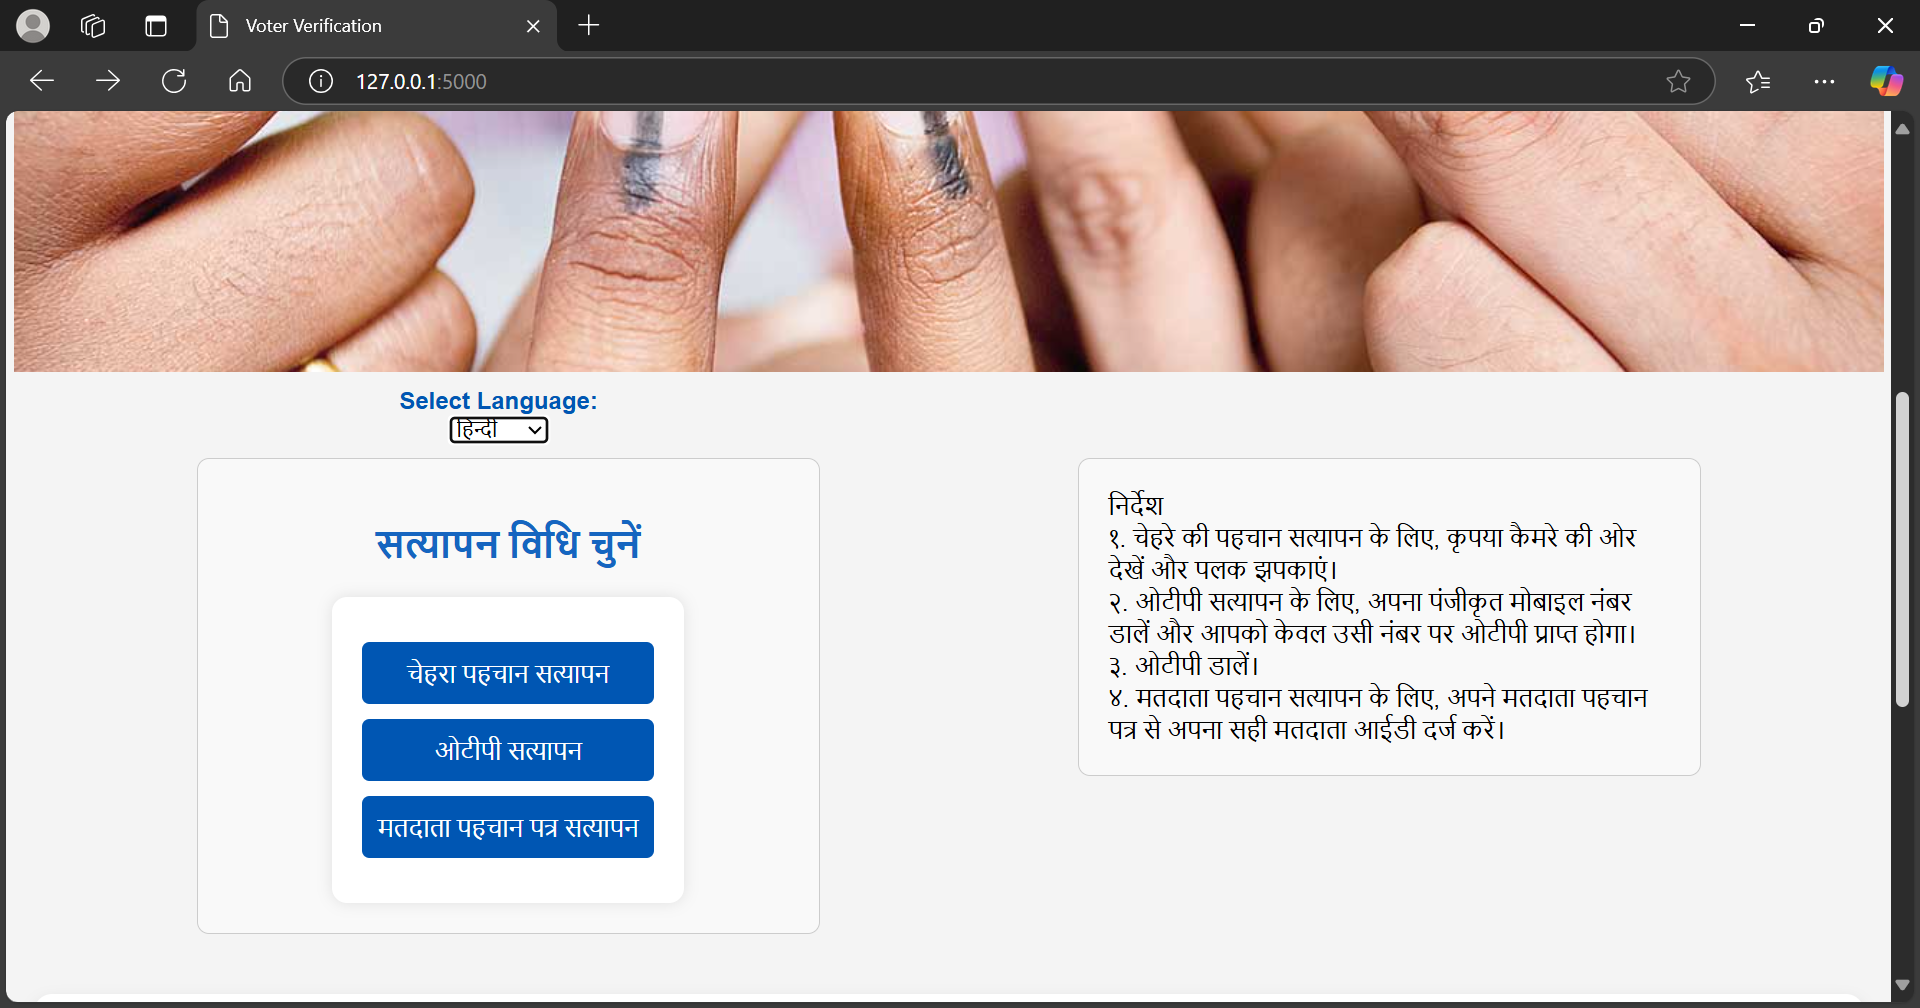 Voter Verification
127.0.0.1:5000
Select Language:
हिन्दी
सत्यापन विधि चुनें
चेहरा पहचान सत्यापन
ओटीपी सत्यापन
मतदाता पहचान पत्र सत्यापन
निर्देश
१. चेहरे की पहचान सत्यापन के लिए, कृपया कैमरे की ओर
देखें और पलक झपकाएं।
२. ओटीपी सत्यापन के लिए, अपना पंजीकृत मोबाइल नंबर
डालें और आपको केवल उसी नंबर पर ओटीपी प्राप्त होगा।
३. ओटीपी डालें।
४. मतदाता पहचान सत्यापन के लिए, अपने मतदाता पहचान
पत्र से अपना सही मतदाता आईडी दर्ज करें।